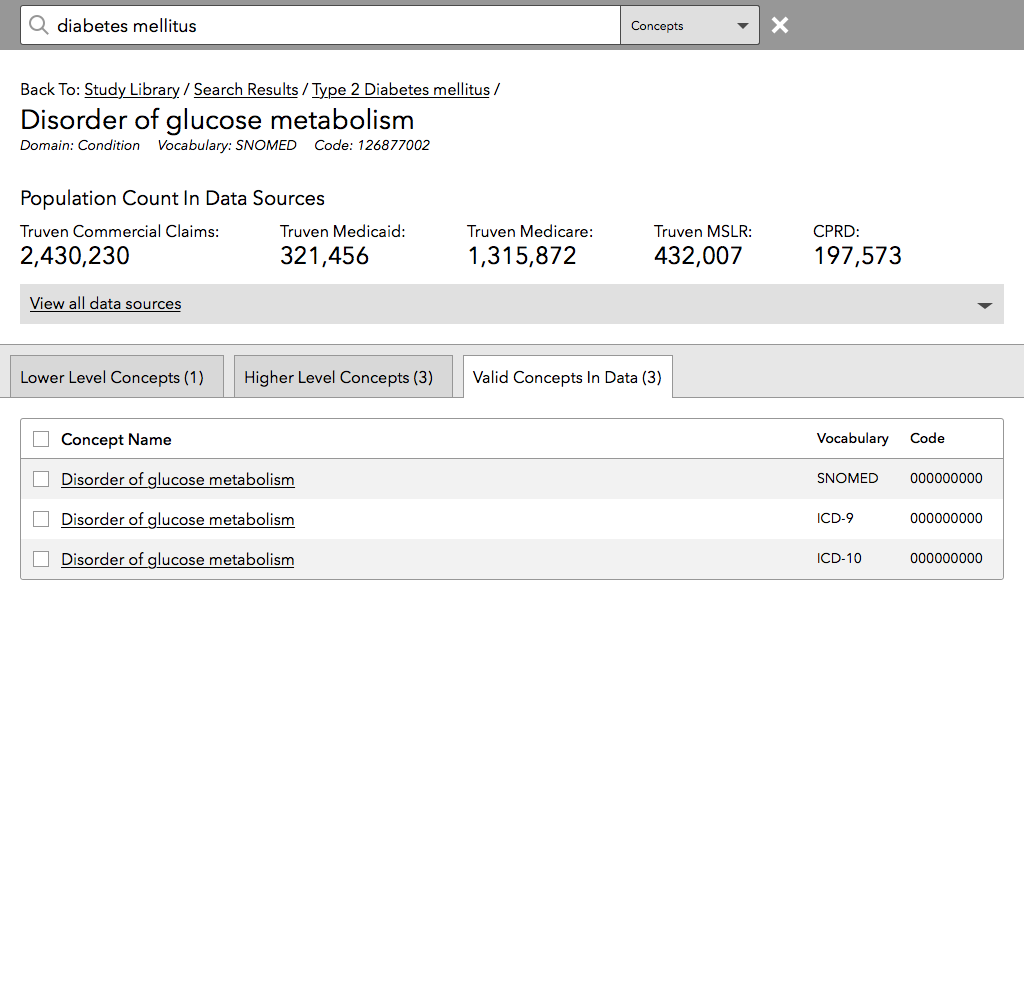 diabetes mellitus Concepts
Back To: Study Library / Search Results / Type 2 Diabetes mellitus /
Disorder of glucose metabolism
Domain: Condition Vocabulary: SNOMED Code: 126877002
Population Count In Data Sources
Truven Commercial Claims: Truven Medicaid: Truven Medicare: Truven MSLR: CPRD:
2,430,230 321,456 1,315,872 432,007 197,573
View all data sources
Lower Level Concepts (1) Higher Level Concepts (3) Valid Concepts In Data (3)
Concept Name Vocabulary Code
Disorder of glucose metabolism SNOMED 000000000
Disorder of glucose metabolism ICD-9 000000000
Disorder of glucose metabolism ICD-10 000000000